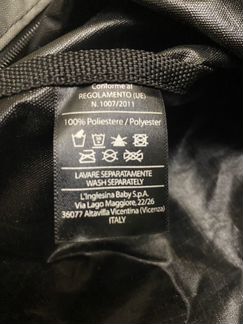 Conforme al
REGOLAMENTO (UE)
N. 1007/2011
100% Poliestere / Polyester
LAVARE SEPARATAMENTE
WASH SEPARATELY
L'Inglesina Baby S.p.A.
Via Lago Maggiore, 22/26
36077 Altavilla Vicentina (Vicenza)
ITALY